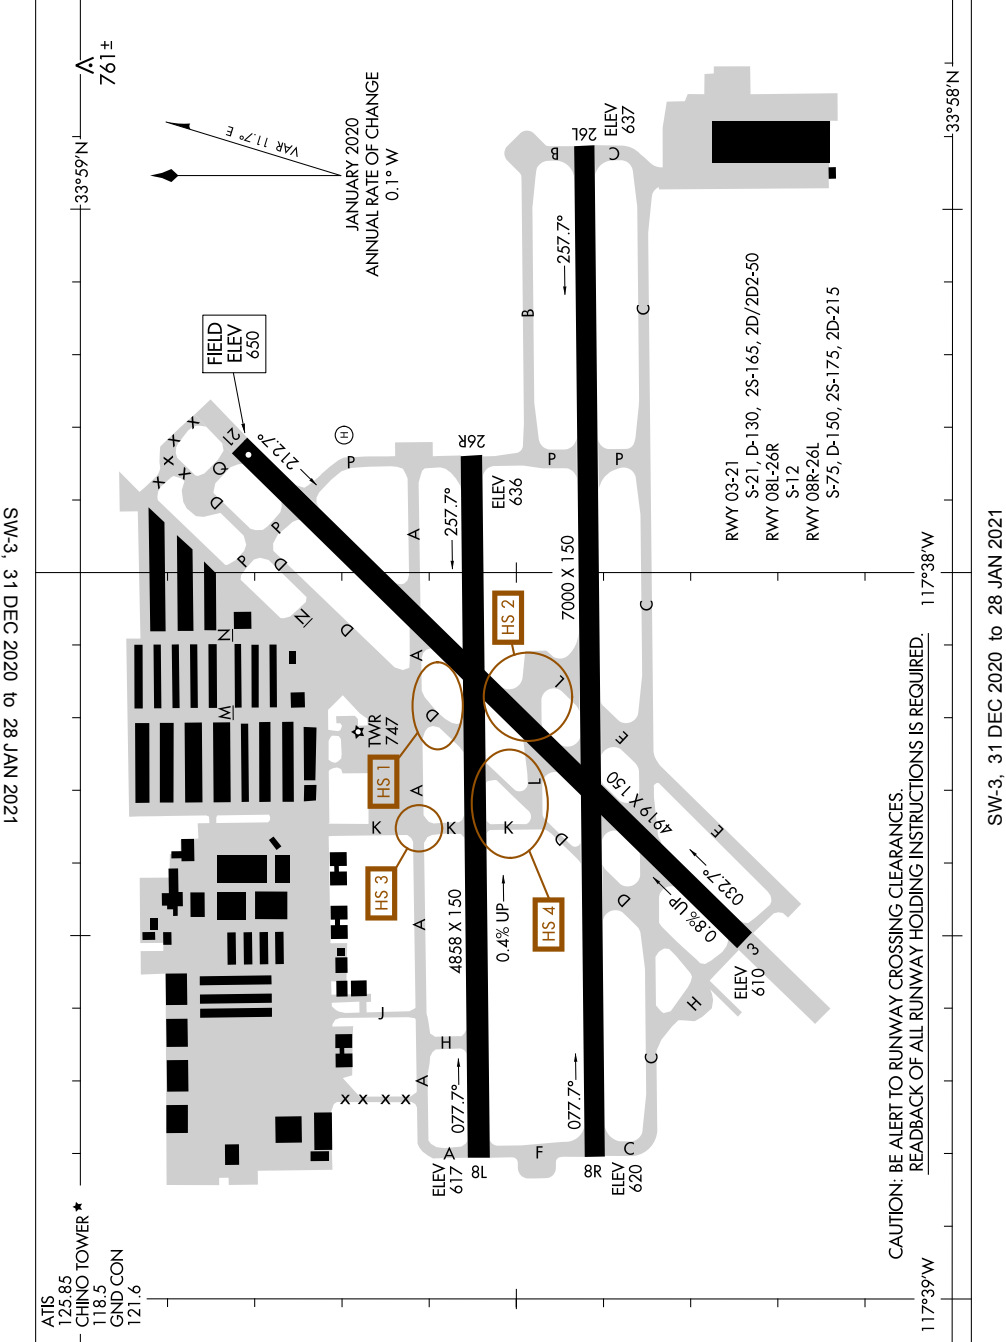 SW-3, 31 DEC 2020 to 28 JAN 2021
SW-3, 31 DEC 2020 to 28 JAN 2021
ATIS
125.85
CHINO TOWER
118.5
GND CON
121.6
761±
33°59'N
33°58'N
117°38'W
117°39'W
VAR 11.7° E
JANUARY 2020
ANNUAL RATE OF CHANGE
0.1° W
FIELD
ELEV
650
21
212.7°
Q
D
P
P
D
H
P
N
N
M
D
A
A
TWR
747
D
HS 1
HS 2
HS 3
HS 4
A
K
K
K
L
L
D
A
A
A
J
H
F
26R
ELEV
636
257.7°
4858 X 150
0.4% UP
077.7°
8L
ELEV
617
26L
ELEV
637
B
C
B
C
257.7°
P
P
7000 X 150
C
E
E
D
077.7°
8R
ELEV
620
C
C
H
4919 X 150
032.7°
0.8% UP
3
ELEV
610
RWY 03-21
S-21, D-130, 2S-165, 2D/2D2-50
RWY 08L-26R
S-12
RWY 08R-26L
S-75, D-150, 2S-175, 2D-215
CAUTION: BE ALERT TO RUNWAY CROSSING CLEARANCES.
READBACK OF ALL RUNWAY HOLDING INSTRUCTIONS IS REQUIRED.
X X X X
X X X X X